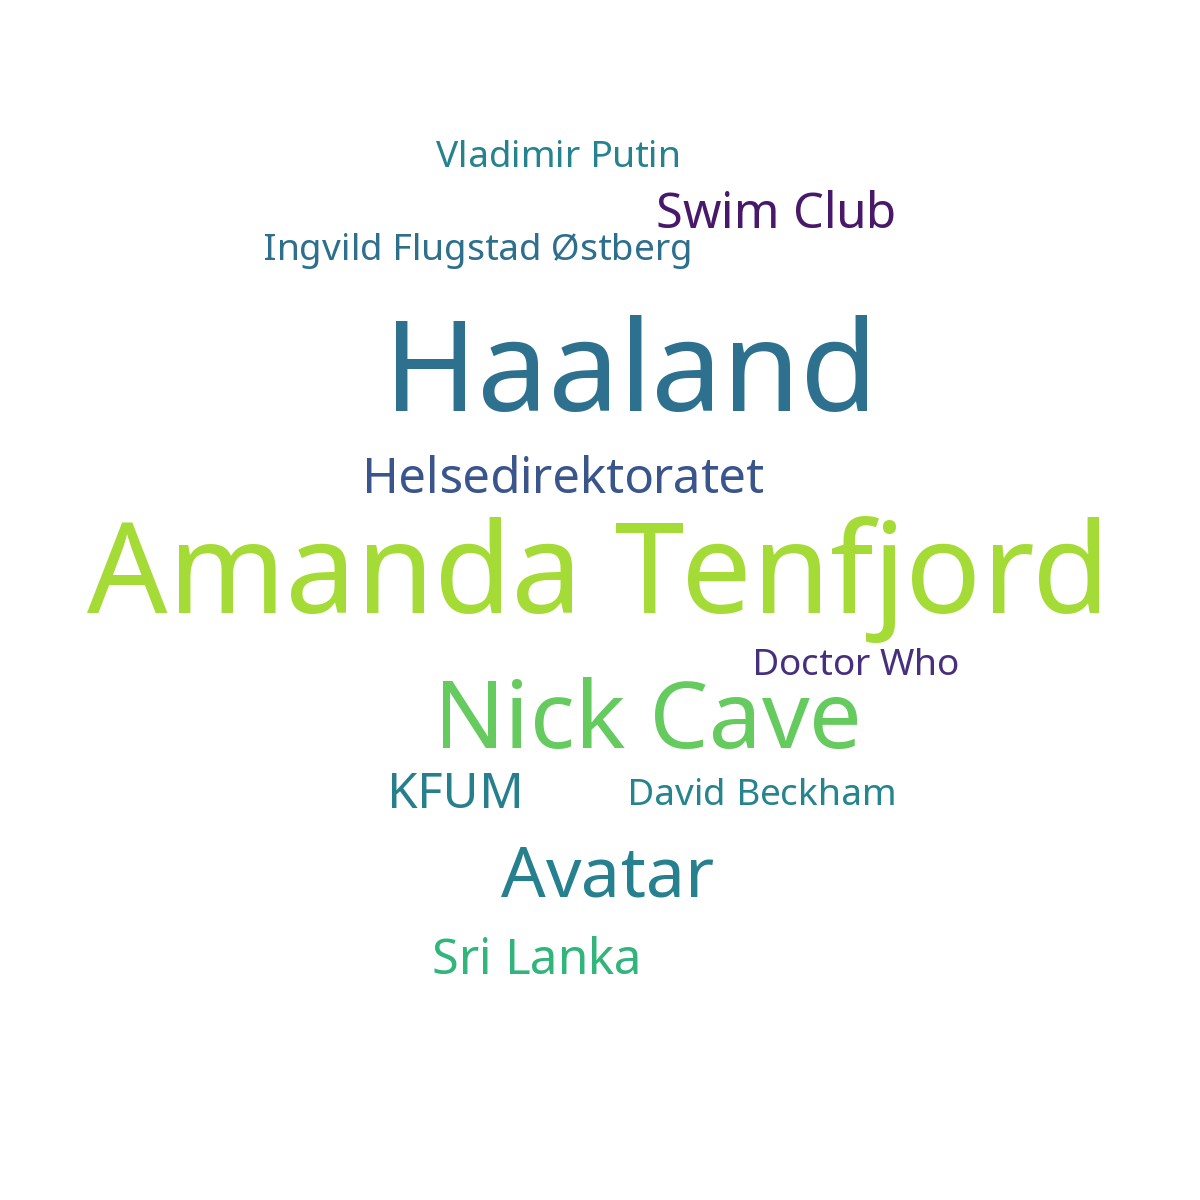 Vladimir Putin
Swim Club
Ingvild Flugstad Østberg
Haaland
Helsedirektoratet
Amanda Tenfjord
Doctor Who
Nick Cave
KFUM
David Beckham
Avatar
Sri Lanka